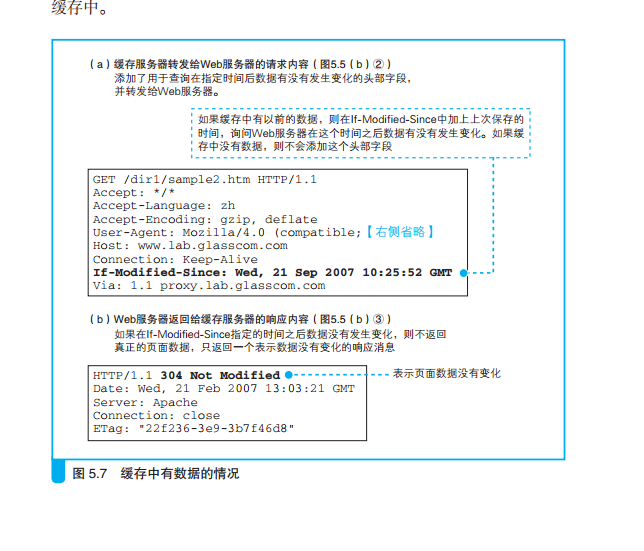 缓存中。
(a)缓存服务器转发给Web服务器的请求内容(图5.5(b)②)
添加了用于查询在指定时间后数据有没有发生变化的头部字段,
并转发给Web服务器。
如果缓存中有以前的数据，则在If-Modified-Since中加上上次保存的
时间，询问Web服务器在这个时间之后数据有没有发生变化。如果缓
存中没有数据，则不会添加这个头部字段
GET /dir1/sample2.htm HTTP/1.1
Accept: */*
Accept-Language: zh
Accept-Encoding: gzip, deflate
User-Agent: Mozilla/4.0 (compatible;【右侧省略】
Host: www.lab.glasscom.com
Connection: Keep-Alive
If-Modified-Since: Wed, 21 Sep 2007 10:25:52 GMT
Via: 1.1 proxy.lab.glasscom.com
(b)Web服务器返回给缓存服务器的响应内容(图5.5(b)③)
如果在If-Modified-Since指定的时间之后数据没有发生变化，则不返回
真正的页面数据，只返回一个表示数据没有变化的响应消息
HTTP/1.1 304 Not Modified
表示页面数据没有变化
Date: Wed, 21 Feb 2007 13:03:21 GMT
Server: Apache
Connection: close
ETag: "22f236-3e9-3b7f46d8"
图 5.7 缓存中有数据的情况